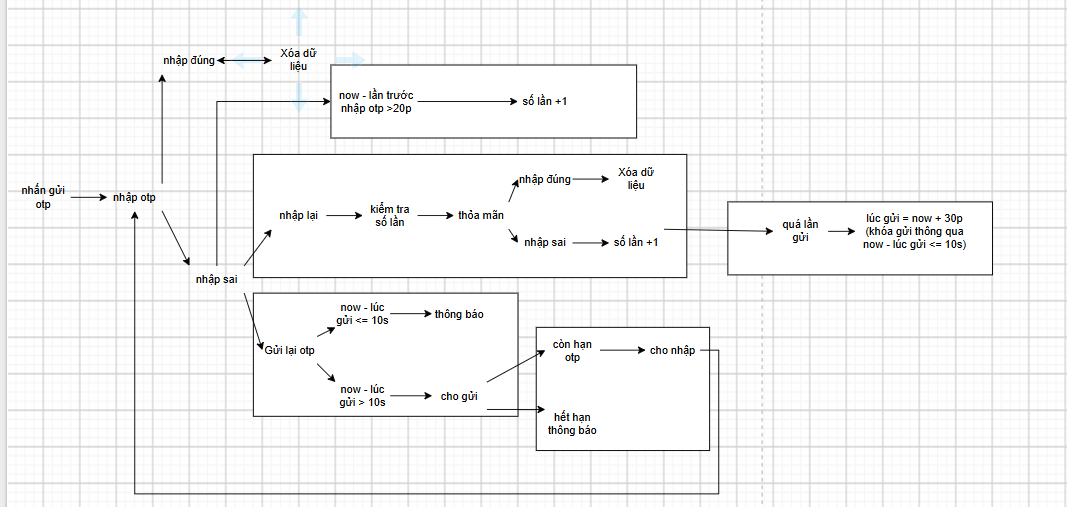 nhập đúng
Xóa dữ
liệu
now - lần trước
nhập otp >20p
số lần +1
nhấn gửi
otp
nhập otp
nhập sai
nhập lại
kiểm tra
số lần
thỏa mãn
nhập đúng
Xóa dữ
liệu
nhập sai
số lần +1
quá lần
gửi
lúc gửi = now + 30p
(khóa gửi thông qua
now - lúc gửi <= 10s)
Gửi lại otp
now - lúc
gửi <= 10s
thông báo
now - lúc
gửi > 10s
cho gửi
còn hạn
otp
cho nhập
hết hạn
thông báo